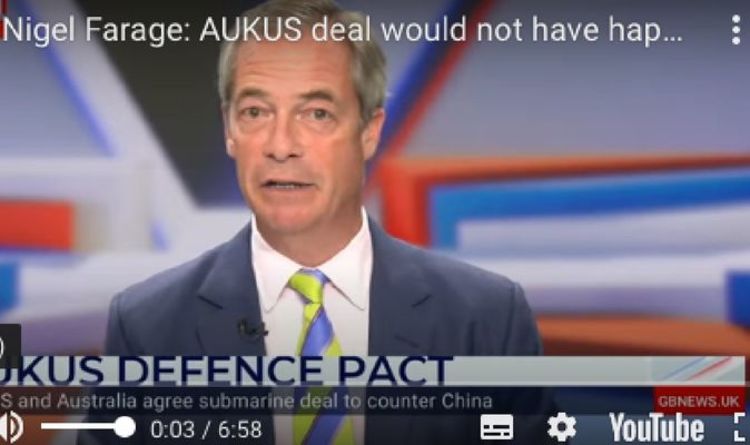 Nigel Farage: AUKUS deal would not have hap...
UKUS DEFENCE PACT
S and Australia agree submarine deal to counter China
GBNEWS.UK
0:03 / 6:58
YouTube